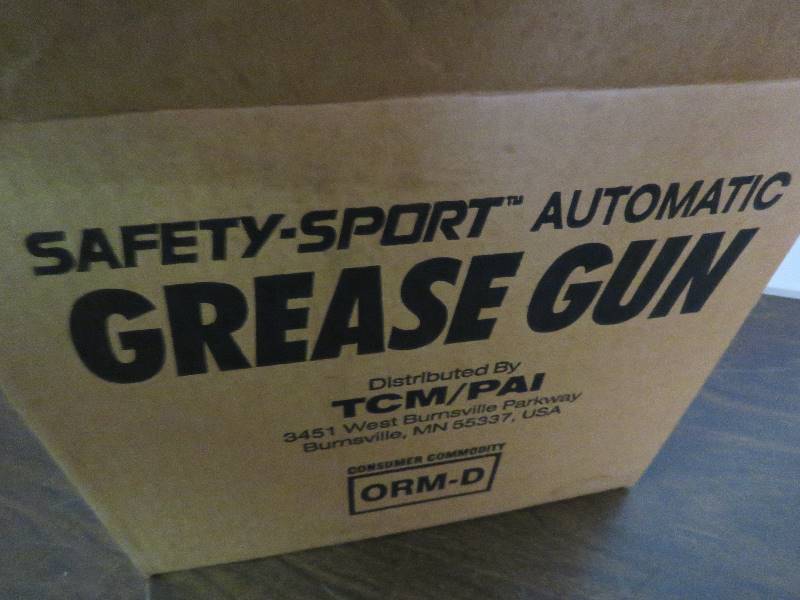 SAFETY-SPORT™ AUTOMATIC
GREASE GUN
Distributed By
TCM/PAI
3451 West Burnsville Parkway
Burnsville, MN 55337, USA
CONSUMER COMMODITY
ORM-D